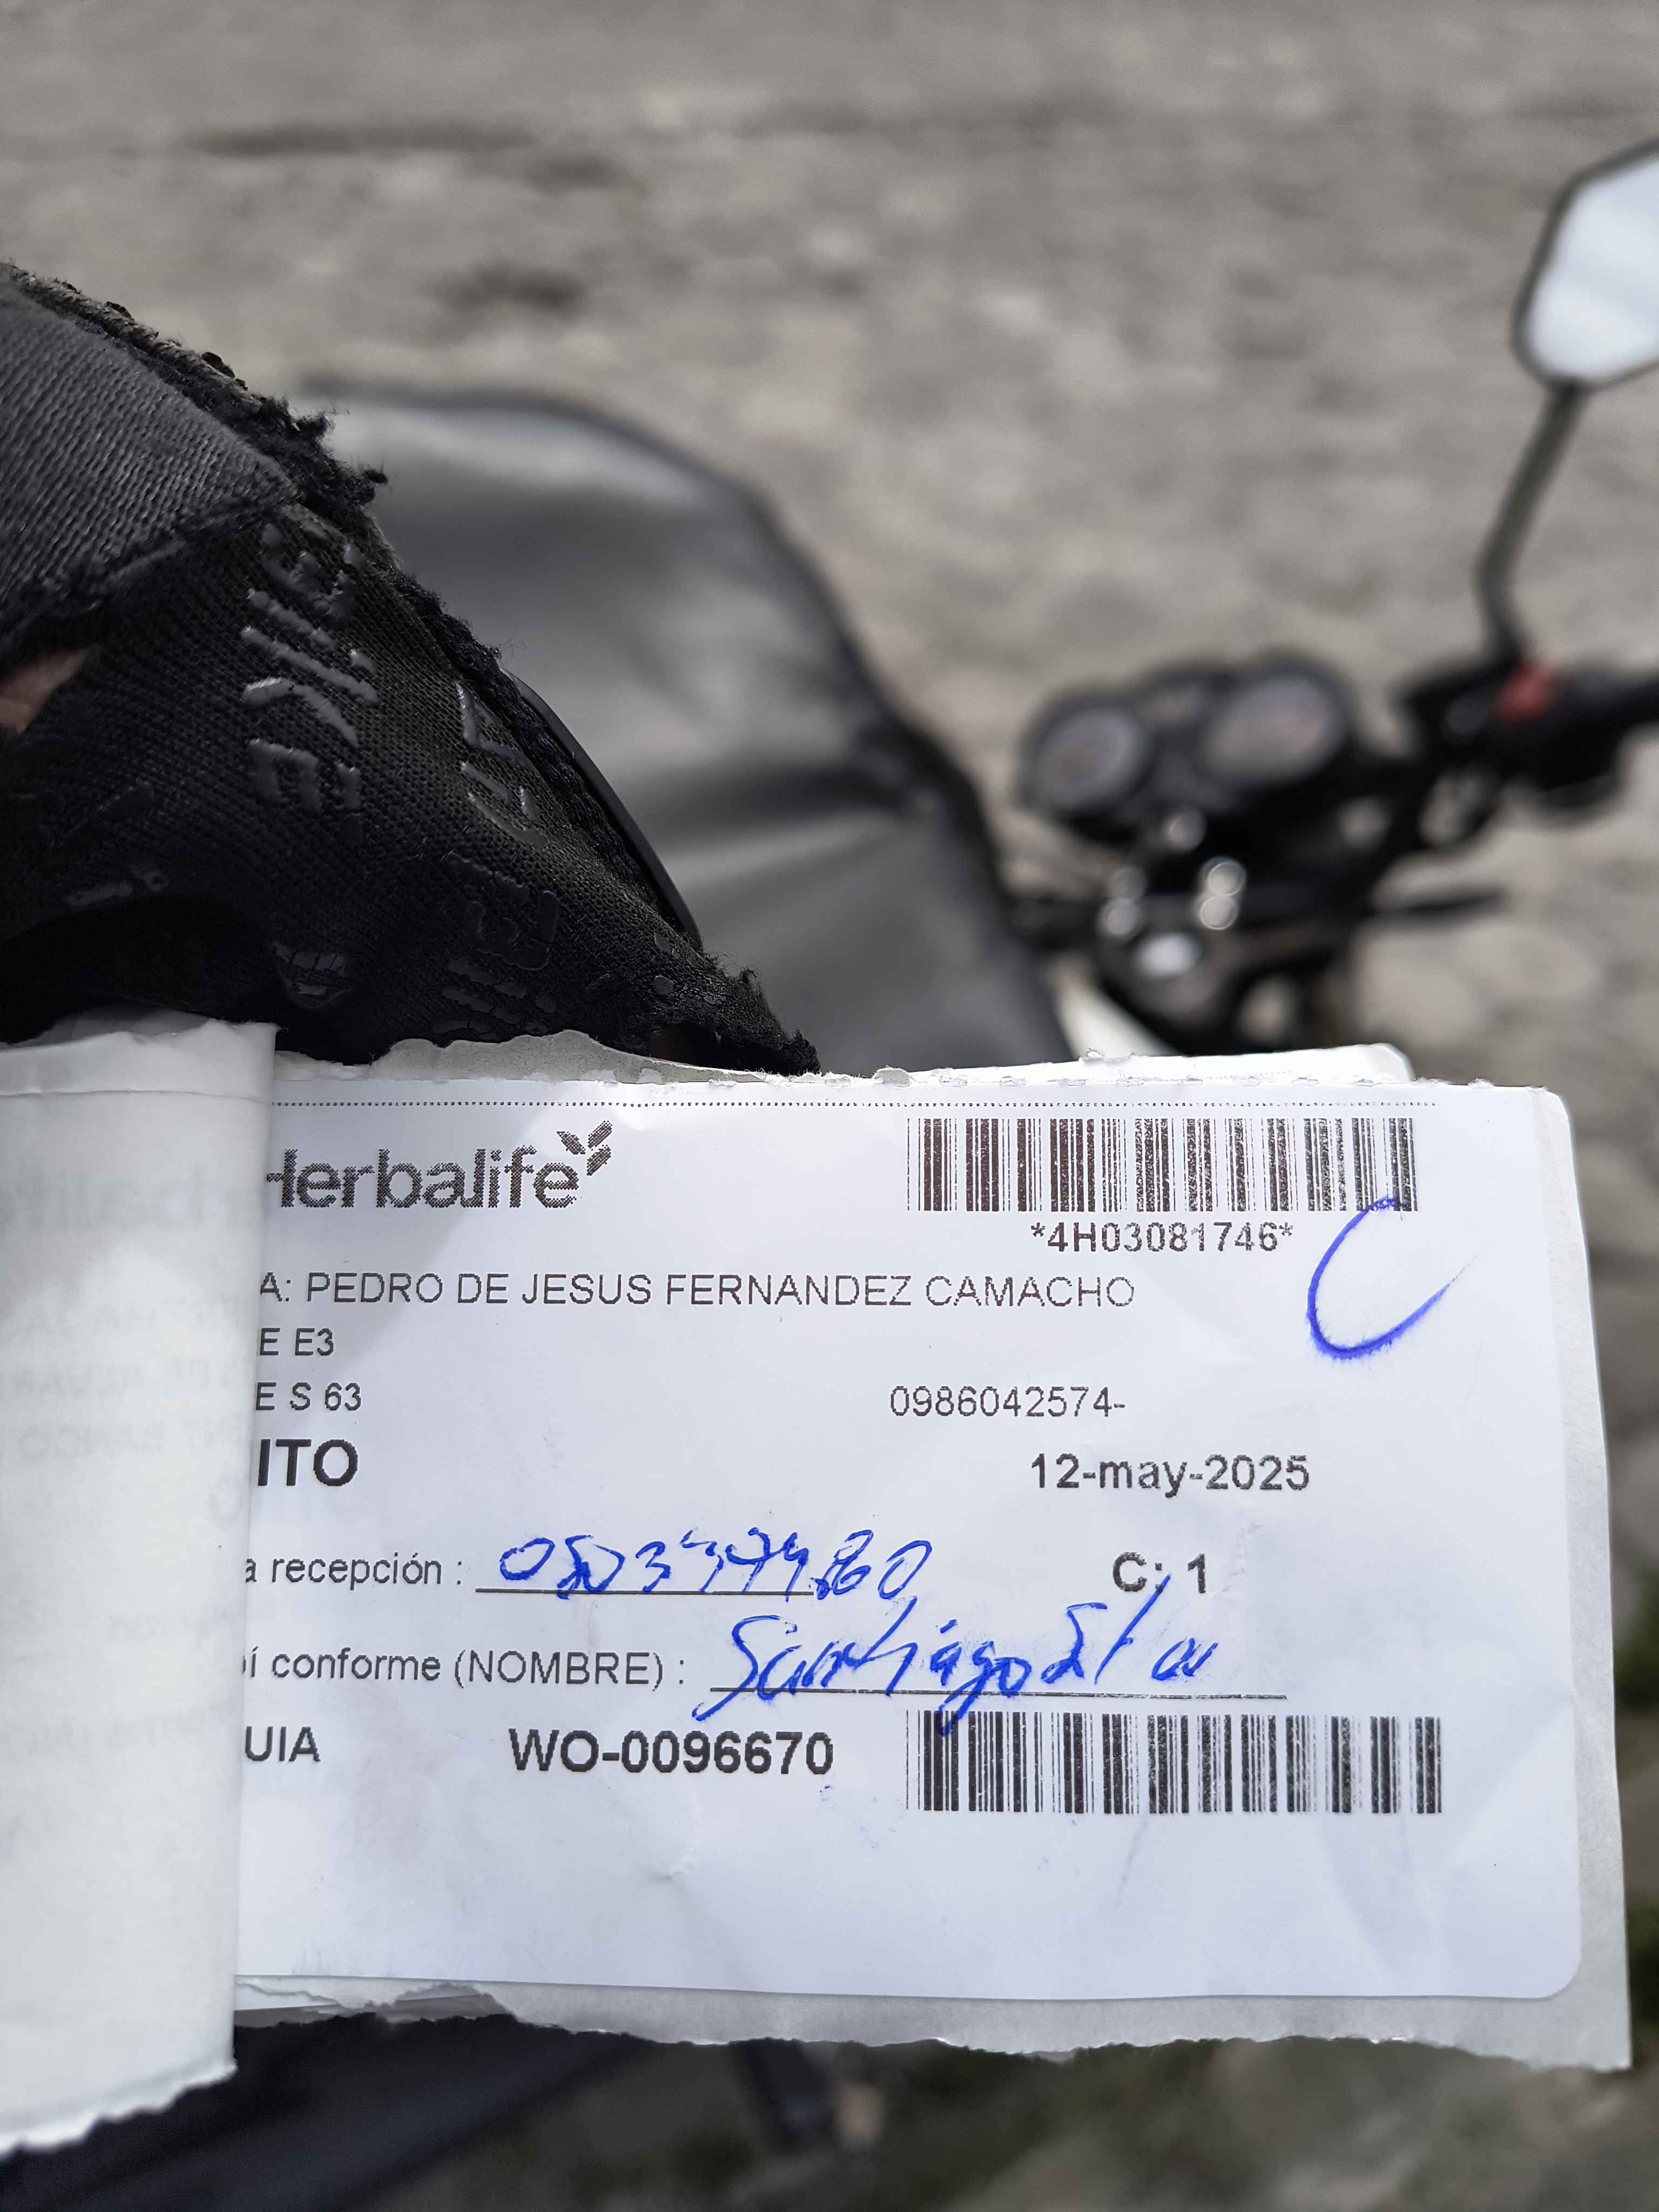 Herbalife
*4H03081746*
A: PEDRO DE JESUS FERNANDEZ CAMACHO
E E3
E S 63
0986042574-
ITO
12-may-2025
a recepción :
C: 1
í conforme (NOMBRE) : Santiago
UIA
WO-0096670